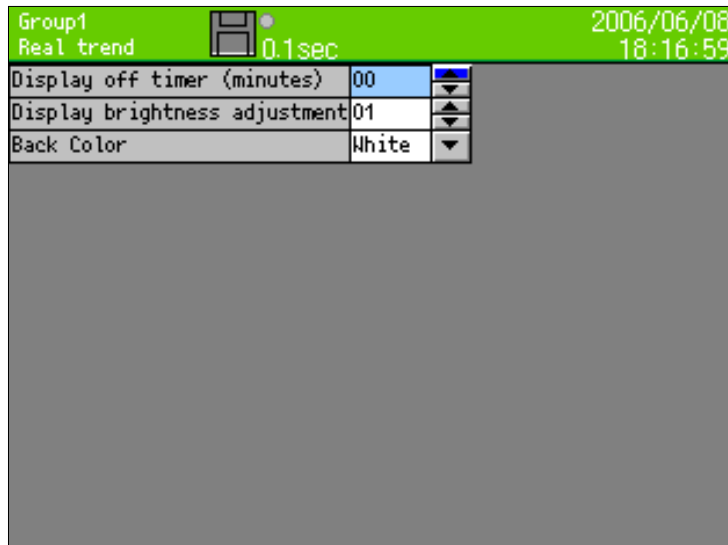 Group1
Real trend
0.1sec
2006/06/08
18:16:59
Display off timer (minutes) 00
Display brightness adjustment 01
Back Color White